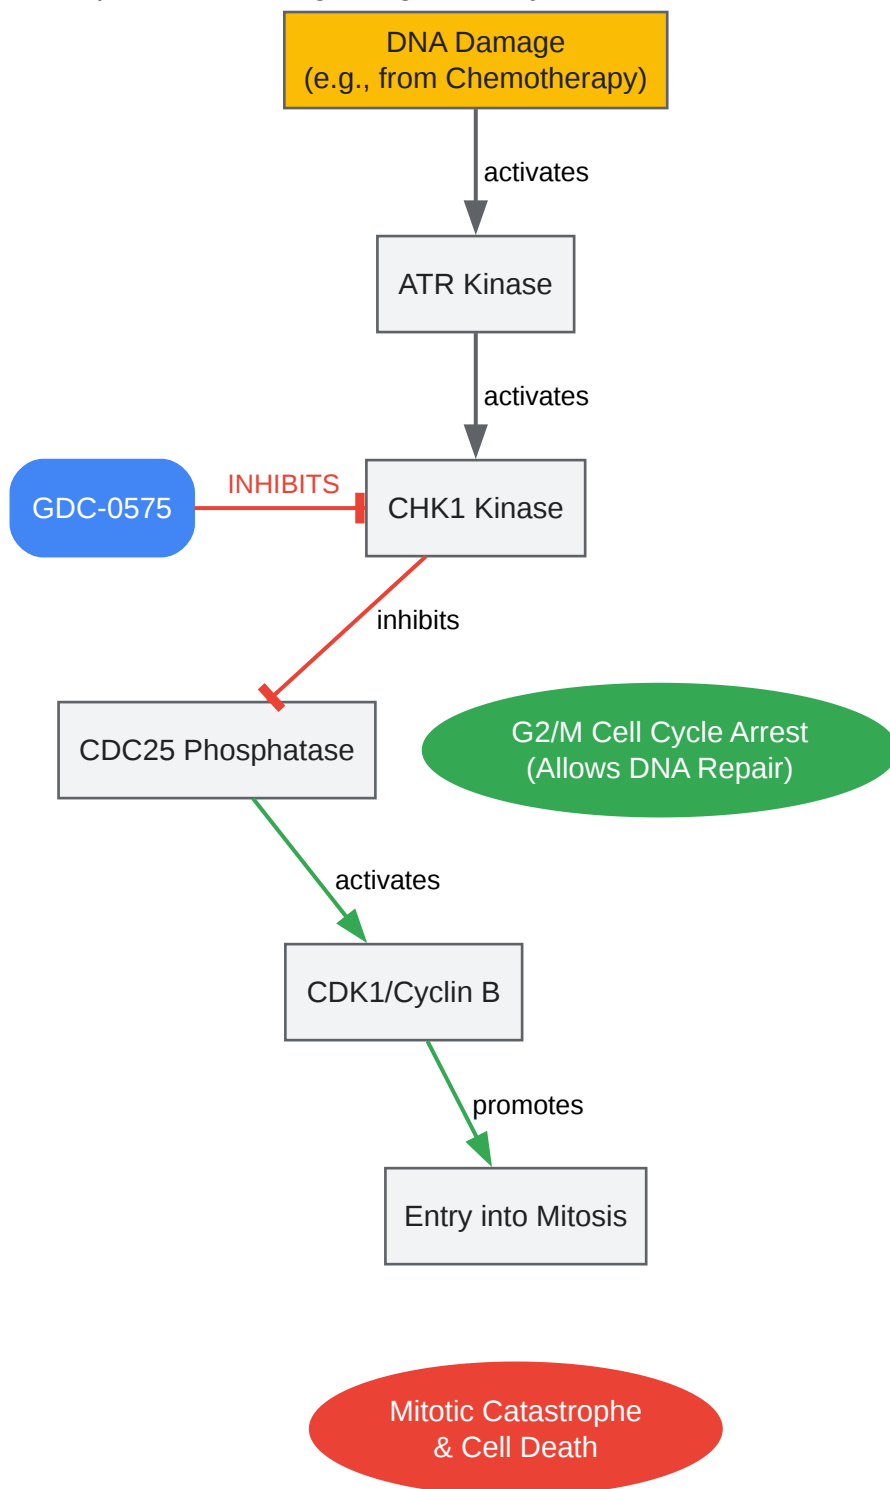 DNA Damage
(e.g., from Chemotherapy)
activates
ATR Kinase
activates
GDC-0575
INHIBITS
CHK1 Kinase
inhibits
CDC25 Phosphatase
G2/M Cell Cycle Arrest
(Allows DNA Repair)
activates
CDK1/Cyclin B
promotes
Entry into Mitosis
Mitotic Catastrophe
& Cell Death